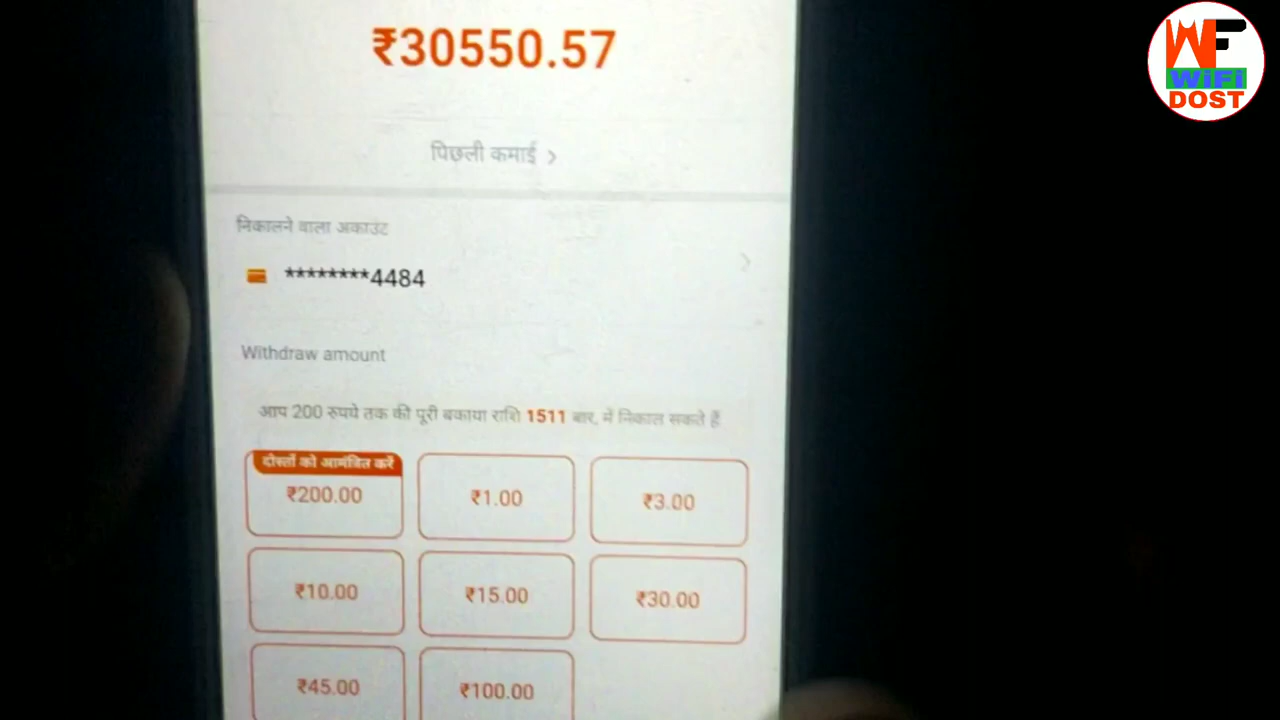 WF
WiFi
DOST
₹30550.57
पिछली कमाई >
निकालने वाला अकाउंट
********4484
Withdraw amount
आप 200 रुपये तक की पूरी बकाया राशि 1511 बार, में निकाल सकते हैं
दोस्तों को आमंत्रित करें
₹200.00
₹1.00
₹3.00
₹10.00
₹15.00
₹30.00
₹45.00
₹100.00